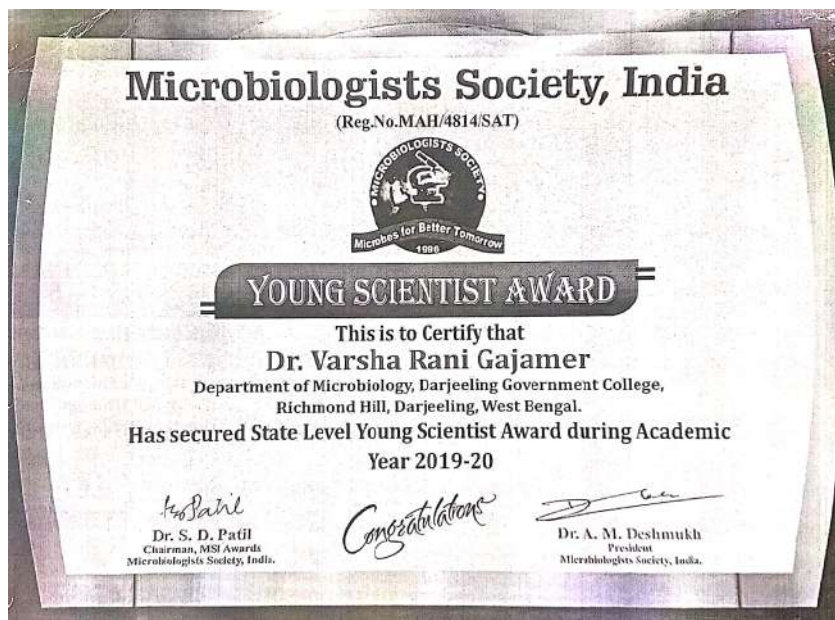 Microbiologists Society, India
(Reg.No.MAH/4814/SAT)
MICROBIOLOGISTS SOCIETY
Microbes for Better Tomorrow
1996
YOUNG SCIENTIST AWARD
This is to Certify that
Dr. Varsha Rani Gajamer
Department of Microbiology, Darjeeling Government College,
Richmond Hill, Darjeeling, West Bengal.
Has secured State Level Young Scientist Award during Academic
Year 2019-20
Congratulations
Dr. S. D. Patil
Chairman, MSI Awards
Microbiologists Society, India.
Dr. A. M. Deshmukh
President
Microbiologists Society, India.